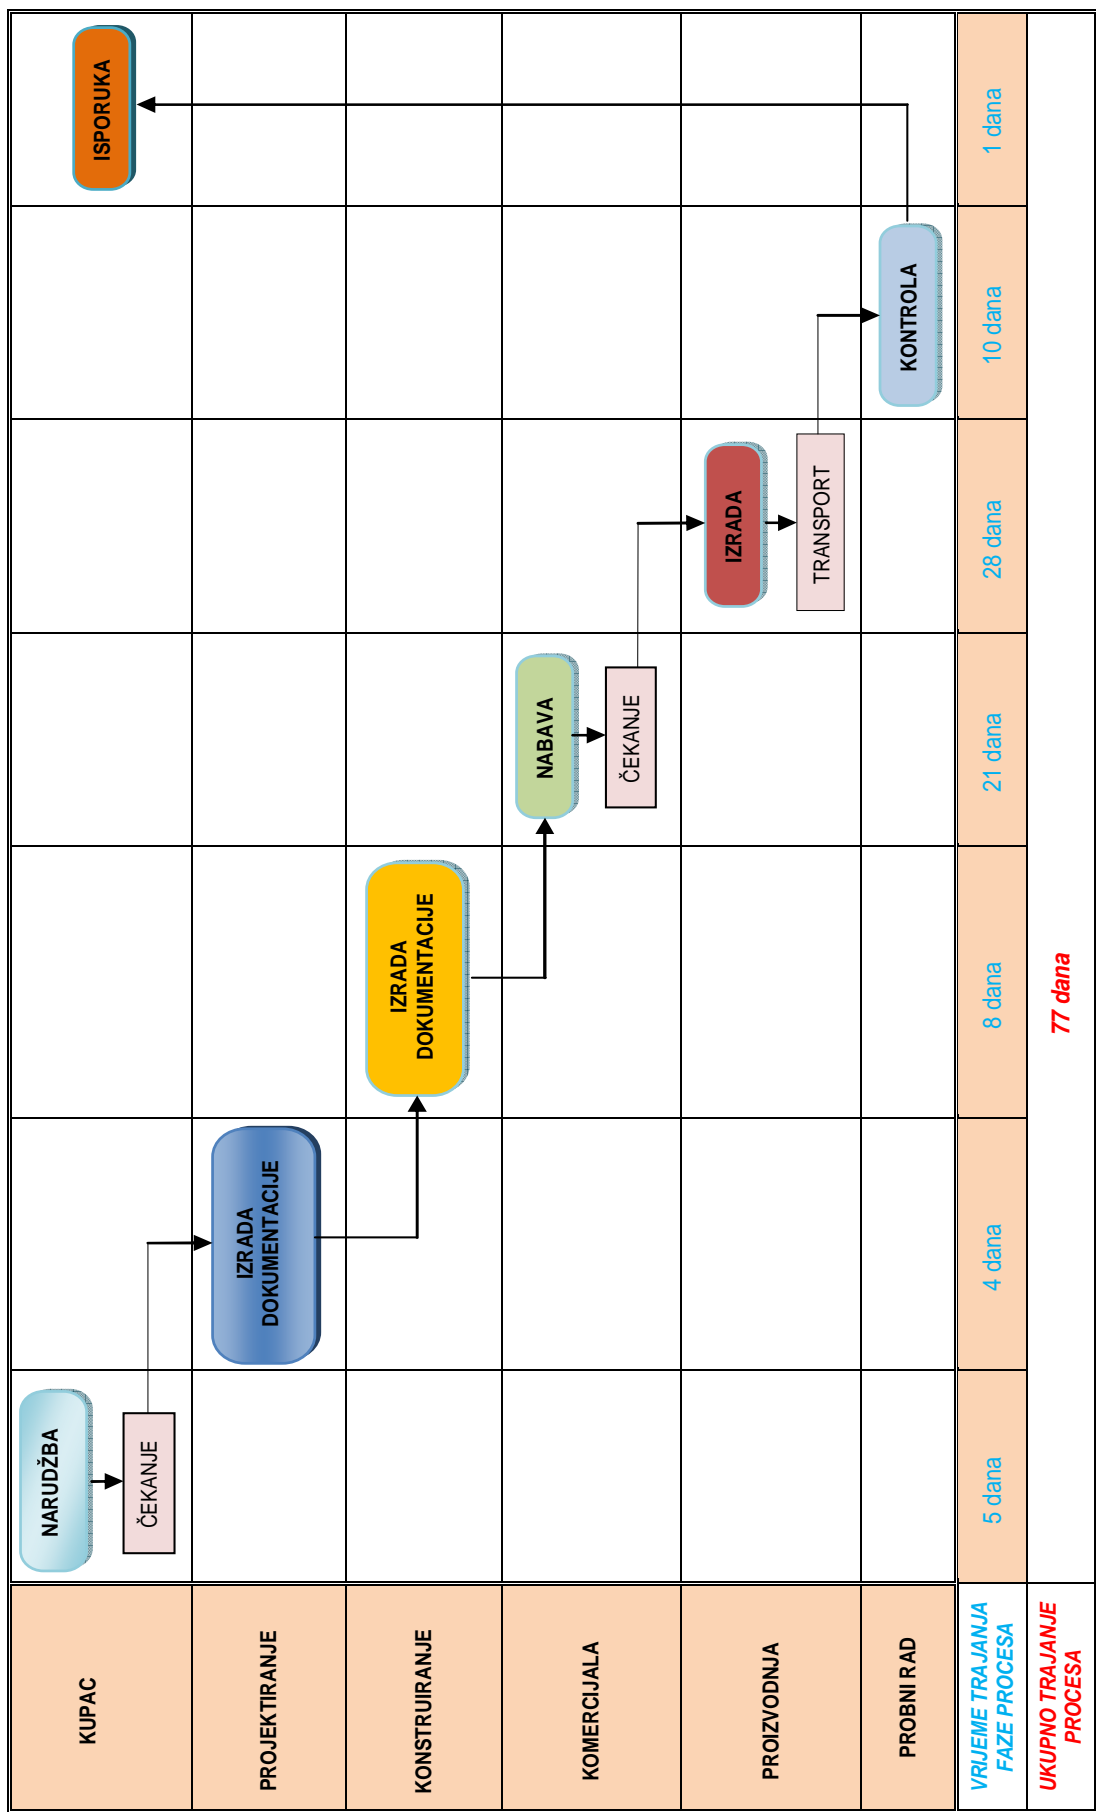 KUPAC
NARUDŽBA
ČEKANJE
ISPORUKA
PROJEKTIRANJE
IZRADA
DOKUMENTACIJE
KONSTRUIRANJE
IZRADA
DOKUMENTACIJE
KOMERCIJALA
NABAVA
ČEKANJE
PROIZVODNJA
IZRADA
TRANSPORT
PROBNI RAD
KONTROLA
VRIJEME TRAJANJA
FAZE PROCESA
5 dana
4 dana
8 dana
21 dana
28 dana
10 dana
1 dana
UKUPNO TRAJANJE
PROCESA
77 dana